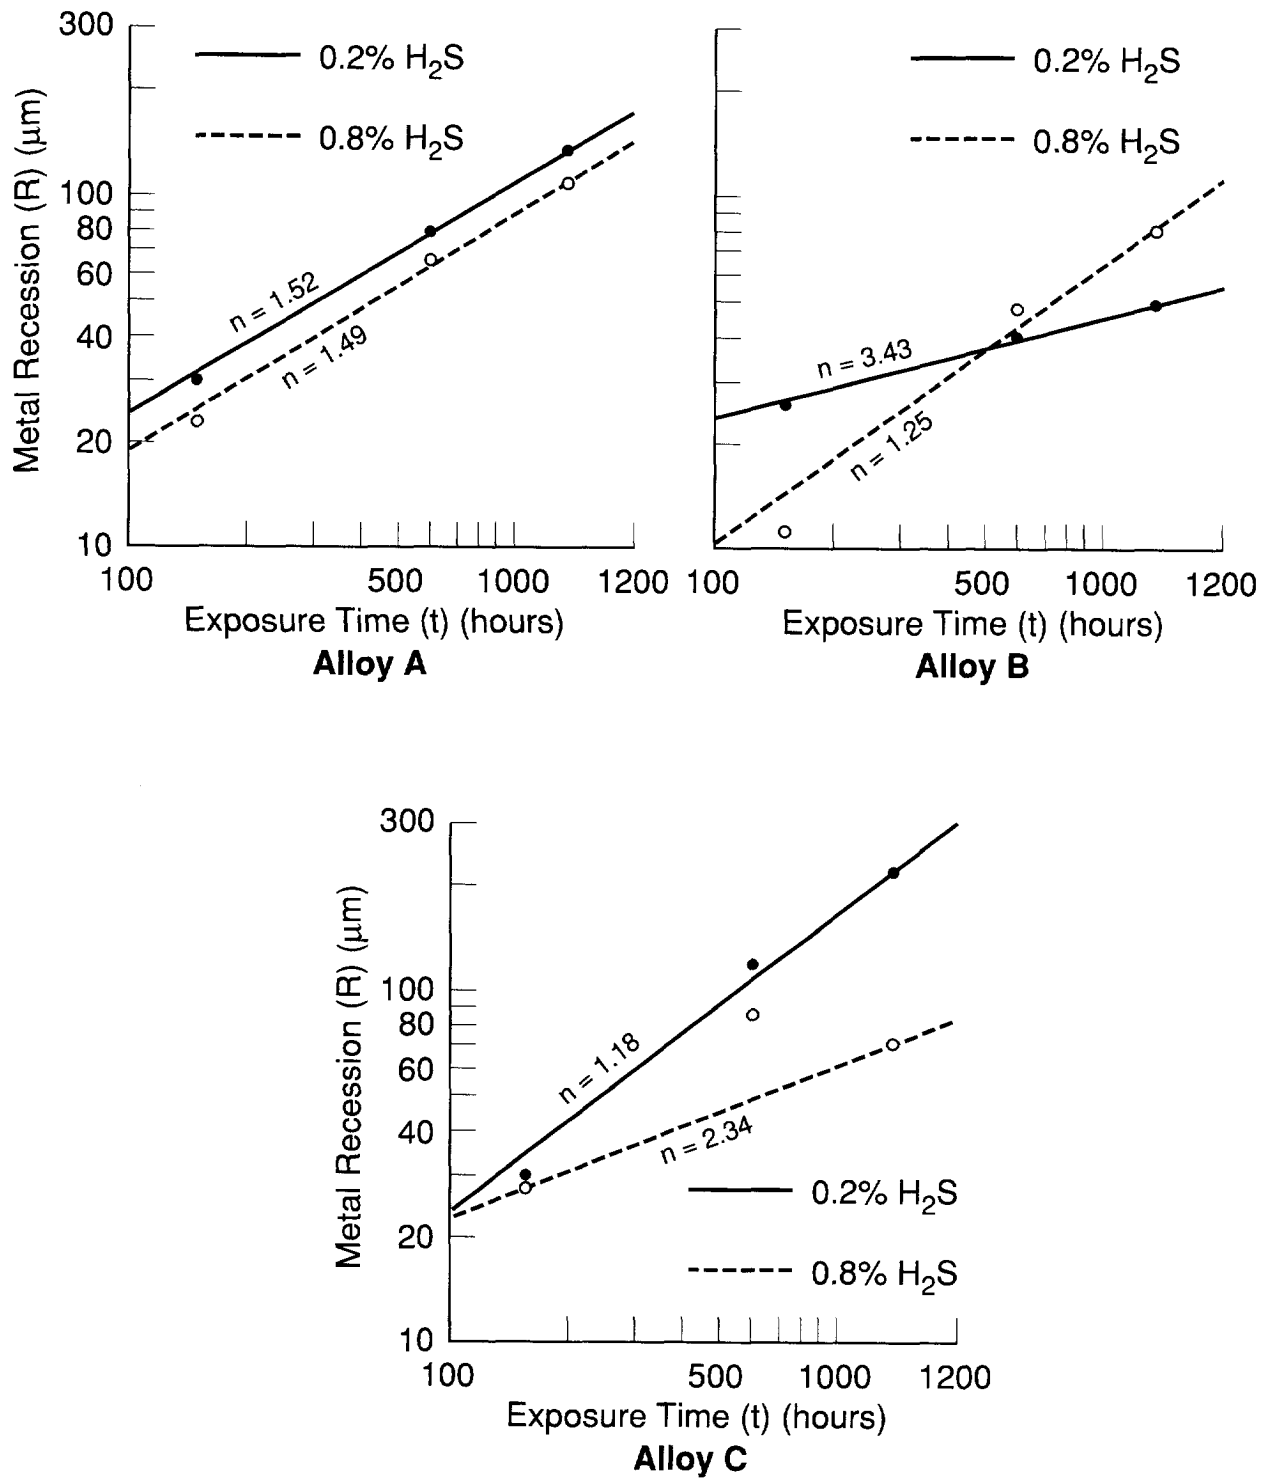 300
0.2% H₂S
0.8% H₂S
100
80
60
40
20
10
Metal Recession (R) (μm)
n = 1.52
n = 1.49
100 500 1000 1200
Exposure Time (t) (hours)
Alloy A
0.2% H₂S
0.8% H₂S
n = 3.43
n = 1.25
100 500 1000 1200
Exposure Time (t) (hours)
Alloy B
300
100
80
60
40
20
10
Metal Recession (R) (μm)
n = 1.18
n = 2.34
0.2% H₂S
0.8% H₂S
100 500 1000 1200
Exposure Time (t) (hours)
Alloy C